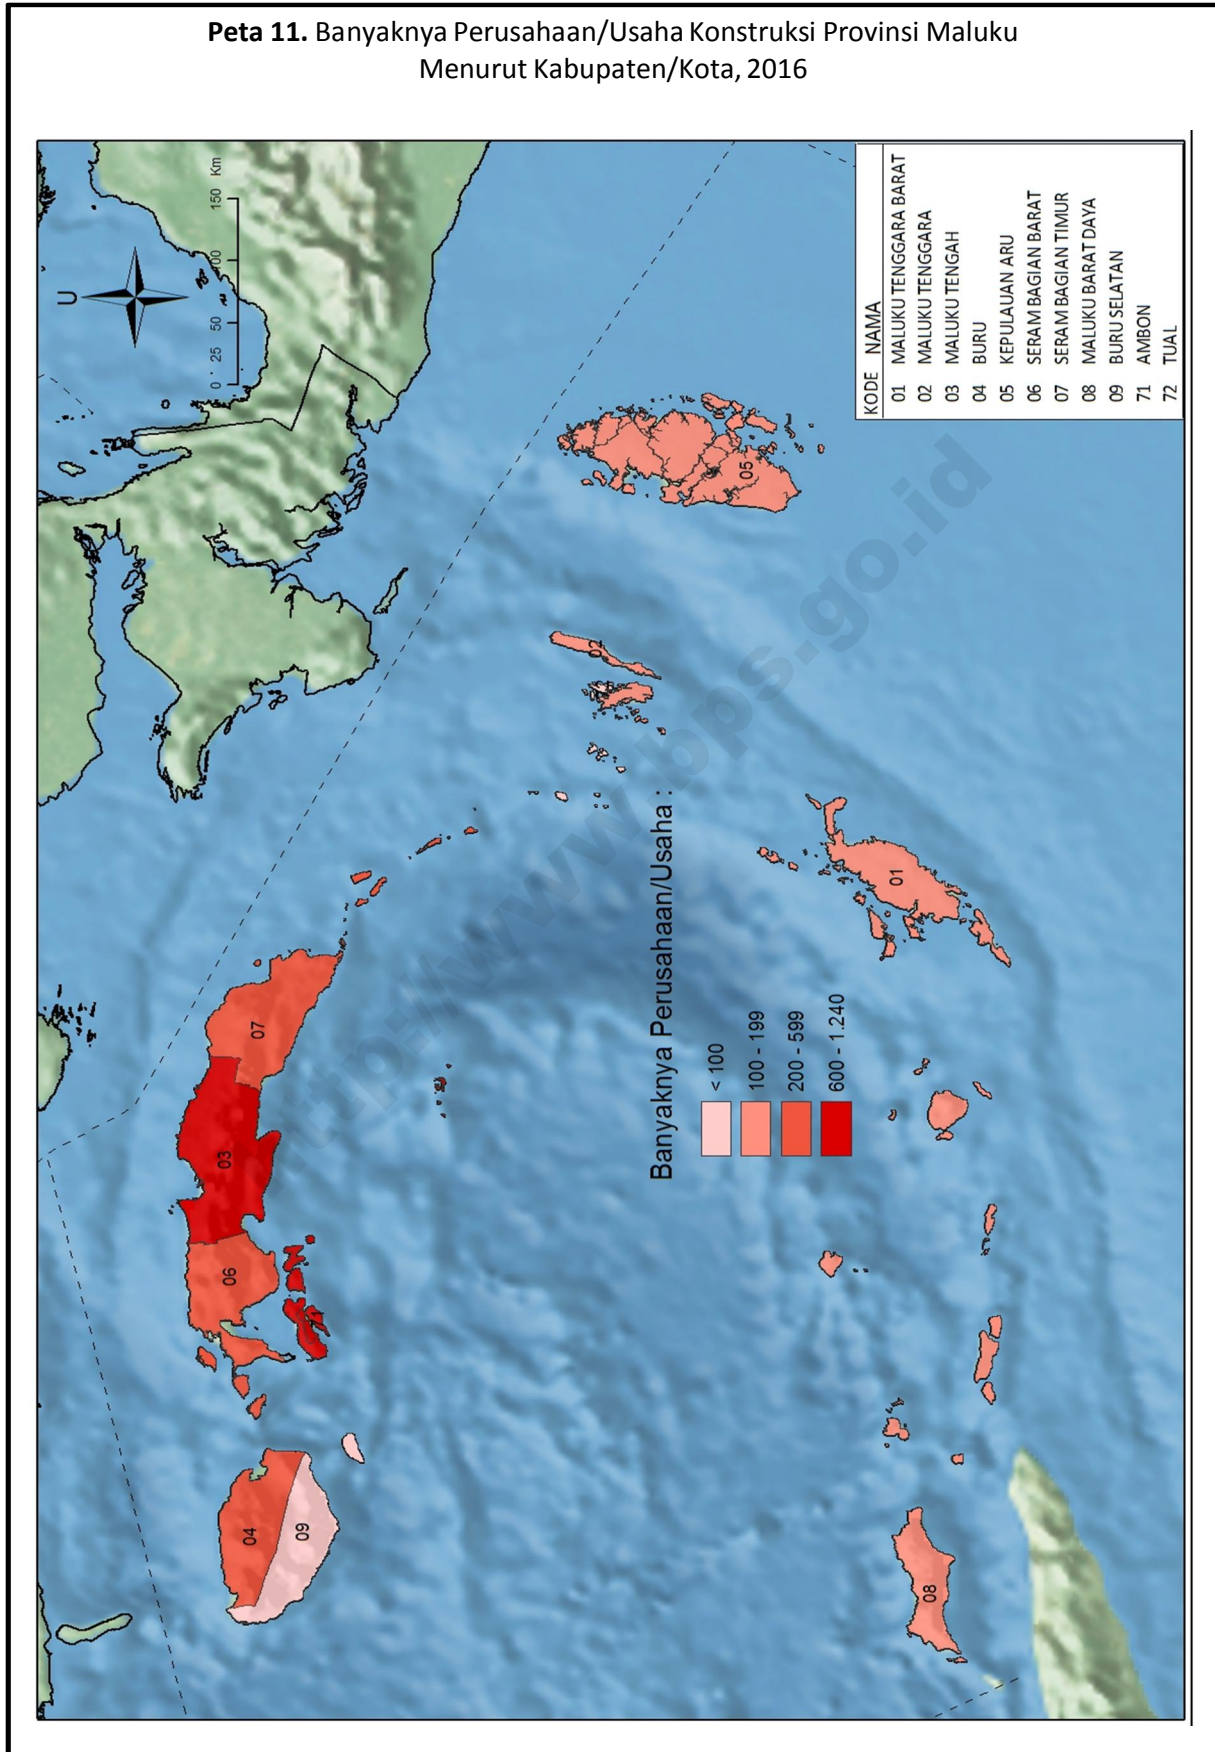 Peta 11. Banyaknya Perusahaan/Usaha Konstruksi Provinsi Maluku
Menurut Kabupaten/Kota, 2016
U
0 25 50 100 150 Km
KODE NAMA
01 MALUKU TENGGARA BARAT
02 MALUKU TENGGARA
03 MALUKU TENGAH
04 BURU
05 KEPULAUAN ARU
06 SERAM BAGIAN BARAT
07 SERAM BAGIAN TIMUR
08 MALUKU BARAT DAYA
09 BURU SELATAN
71 AMBON
72 TUAL
04
09
06
03
07
02
05
01
08
Banyaknya Perusahaan/Usaha :
< 100
100 - 199
200 - 599
600 - 1.240
http://www.bps.go.id